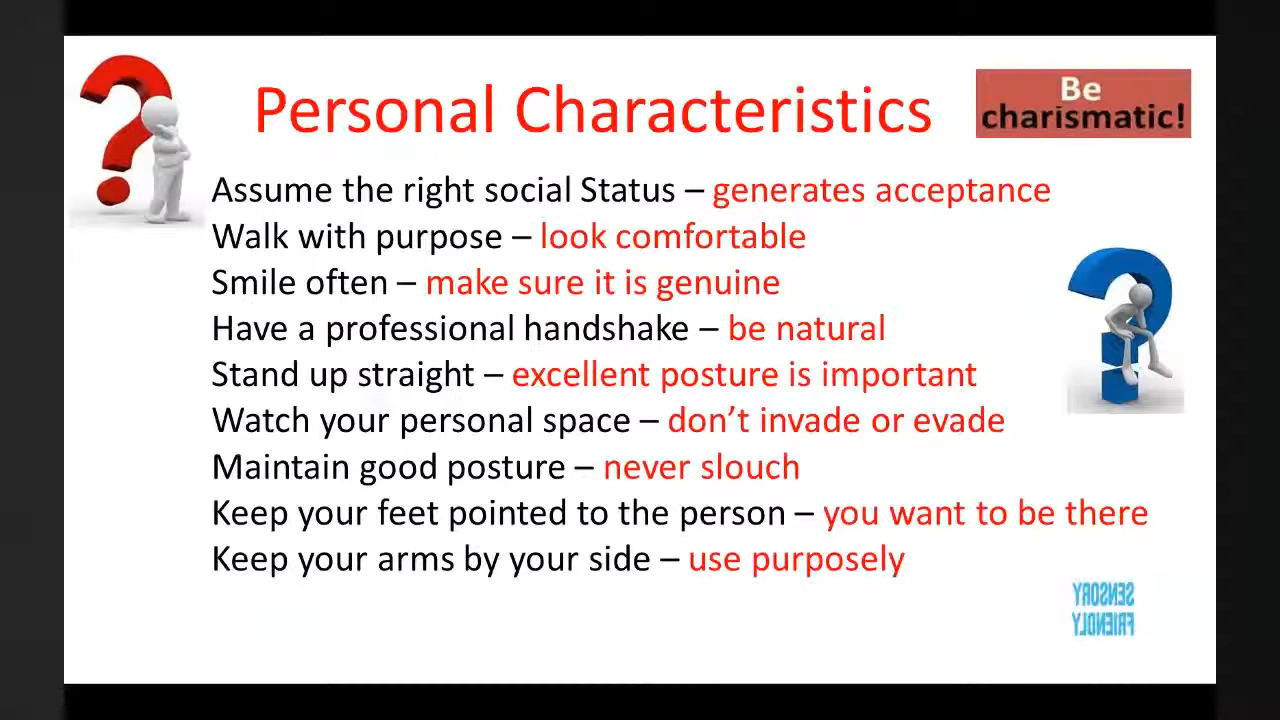 Personal Characteristics
Be
charismatic!
Assume the right social Status – generates acceptance
Walk with purpose – look comfortable
Smile often – make sure it is genuine
Have a professional handshake – be natural
Stand up straight – excellent posture is important
Watch your personal space – don’t invade or evade
Maintain good posture – never slouch
Keep your feet pointed to the person – you want to be there
Keep your arms by your side – use purposely
SENSORY
FRIENDLY